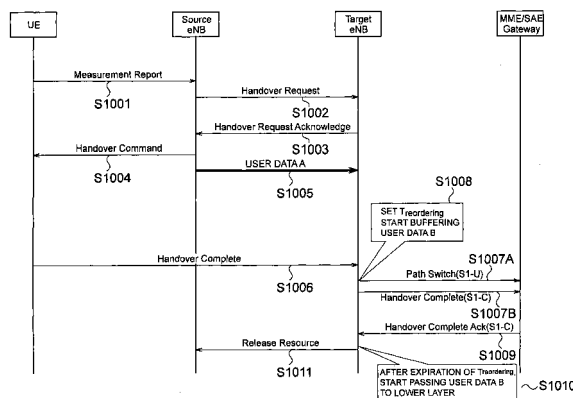 UE
Source
eNB
Target
eNB
MME/SAE
Gateway
Measurement Report
S1001
Handover Request
S1002
Handover Request Acknowledge
S1003
Handover Command
S1004
USER DATA A
S1005
S1008
SET Treordering
START BUFFERING
USER DATA B
S1007A
Handover Complete
S1006
Path Switch(S1-U)
Handover Complete(S1-C)
S1007B
Handover Complete Ack(S1-C)
S1009
Release Resource
S1011
AFTER EXPIRATION OF Treordering,
START PASSING USER DATA B
TO LOWER LAYER
S1010